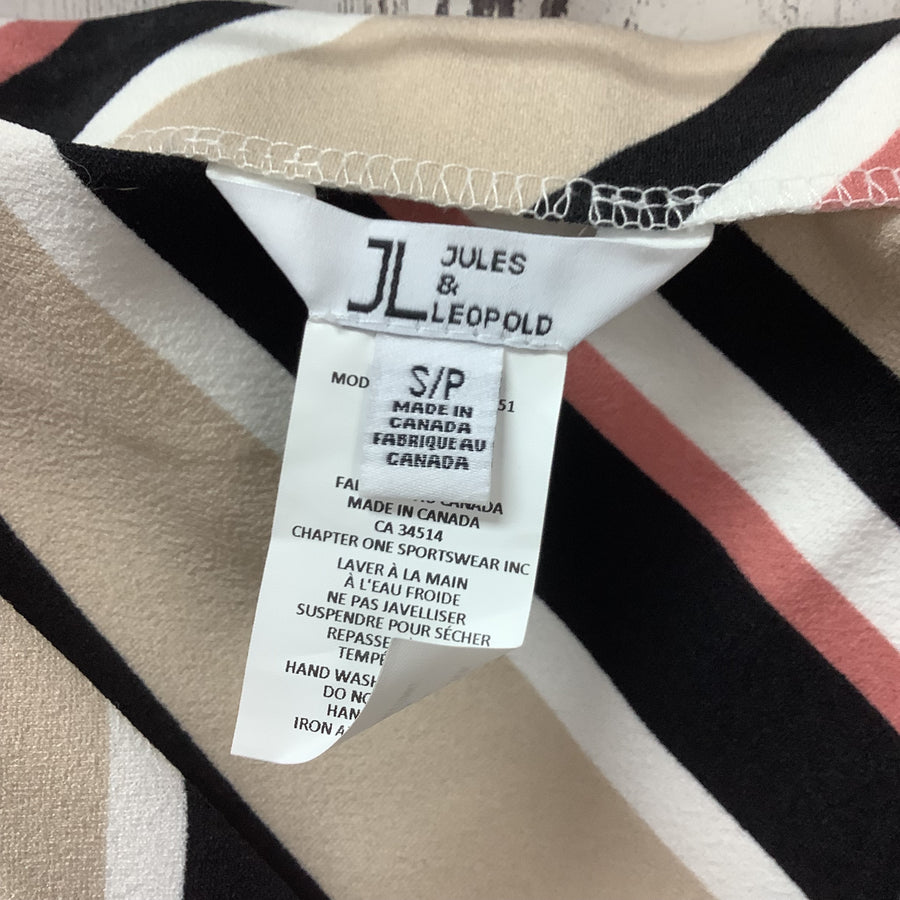 JL
JULES
&
LEOPOLD
S/P
MADE IN
CANADA
FABRIQUE AU
CANADA
MOD
51
CANADA
MADE IN CANADA
CA 34514
CHAPTER ONE SPORTSWEAR INC
LAVER À LA MAIN
À L'EAU FROIDE
NE PAS JAVELLISER
SUSPENDRE POUR SÉCHER
REPASSE
TEMPÉ
HAND WASH
DO NO
HAN
IRON A